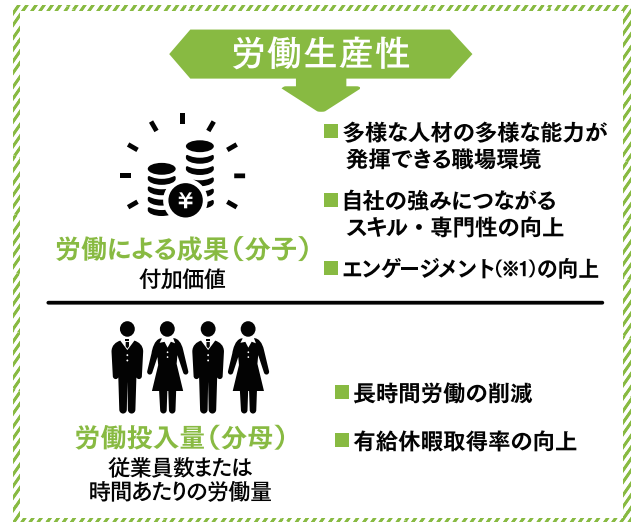 労働生産性
¥
労働による成果（分子）
付加価値
■多様な人材の多様な能力が
発揮できる職場環境
■自社の強みにつながる
スキル・専門性の向上
■エンゲージメント(※1)の向上
労働投入量（分母）
従業員数または
時間あたりの労働量
■長時間労働の削減
■有給休暇取得率の向上